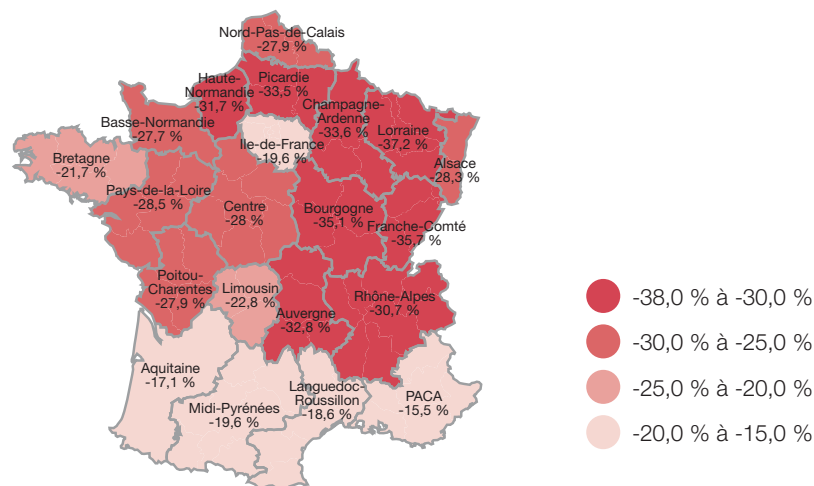 Nord-Pas-de-Calais
-27,9 %
Haute-
Normandie
-31,7 %
Picardie
-33,5 %
Champagne-
Ardenne
-33,6 %
Lorraine
-37,2 %
Basse-Normandie
-27,7 %
Ile-de-France
-19,6 %
Alsace
-28,3 %
Bretagne
-21,7 %
Pays-de-la-Loire
-28,5 %
Centre
-28 %
Bourgogne
-35,1 %
Franche-Comté
-35,7 %
Poitou-
Charentes
-27,9 %
Limousin
-22,8 %
Auvergne
-32,8 %
Rhône-Alpes
-30,7 %
Aquitaine
-17,1 %
Midi-Pyrénées
-19,6 %
Languedoc-
Roussillon
-18,6 %
PACA
-15,5 %
-38,0 % à -30,0 %
-30,0 % à -25,0 %
-25,0 % à -20,0 %
-20,0 % à -15,0 %